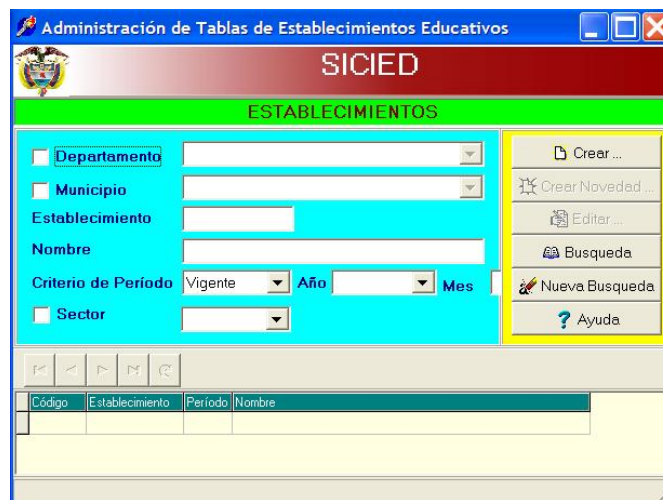 Administración de Tablas de Establecimientos Educativos
SICIED
ESTABLECIMIENTOS
Departamento
Municipio
Establecimiento
Nombre
Criterio de Período Vigente Año Mes
Sector
Crear ...
Crear Novedad ...
Editar ...
Busqueda
Nueva Busqueda
Ayuda
Código Establecimiento Período Nombre